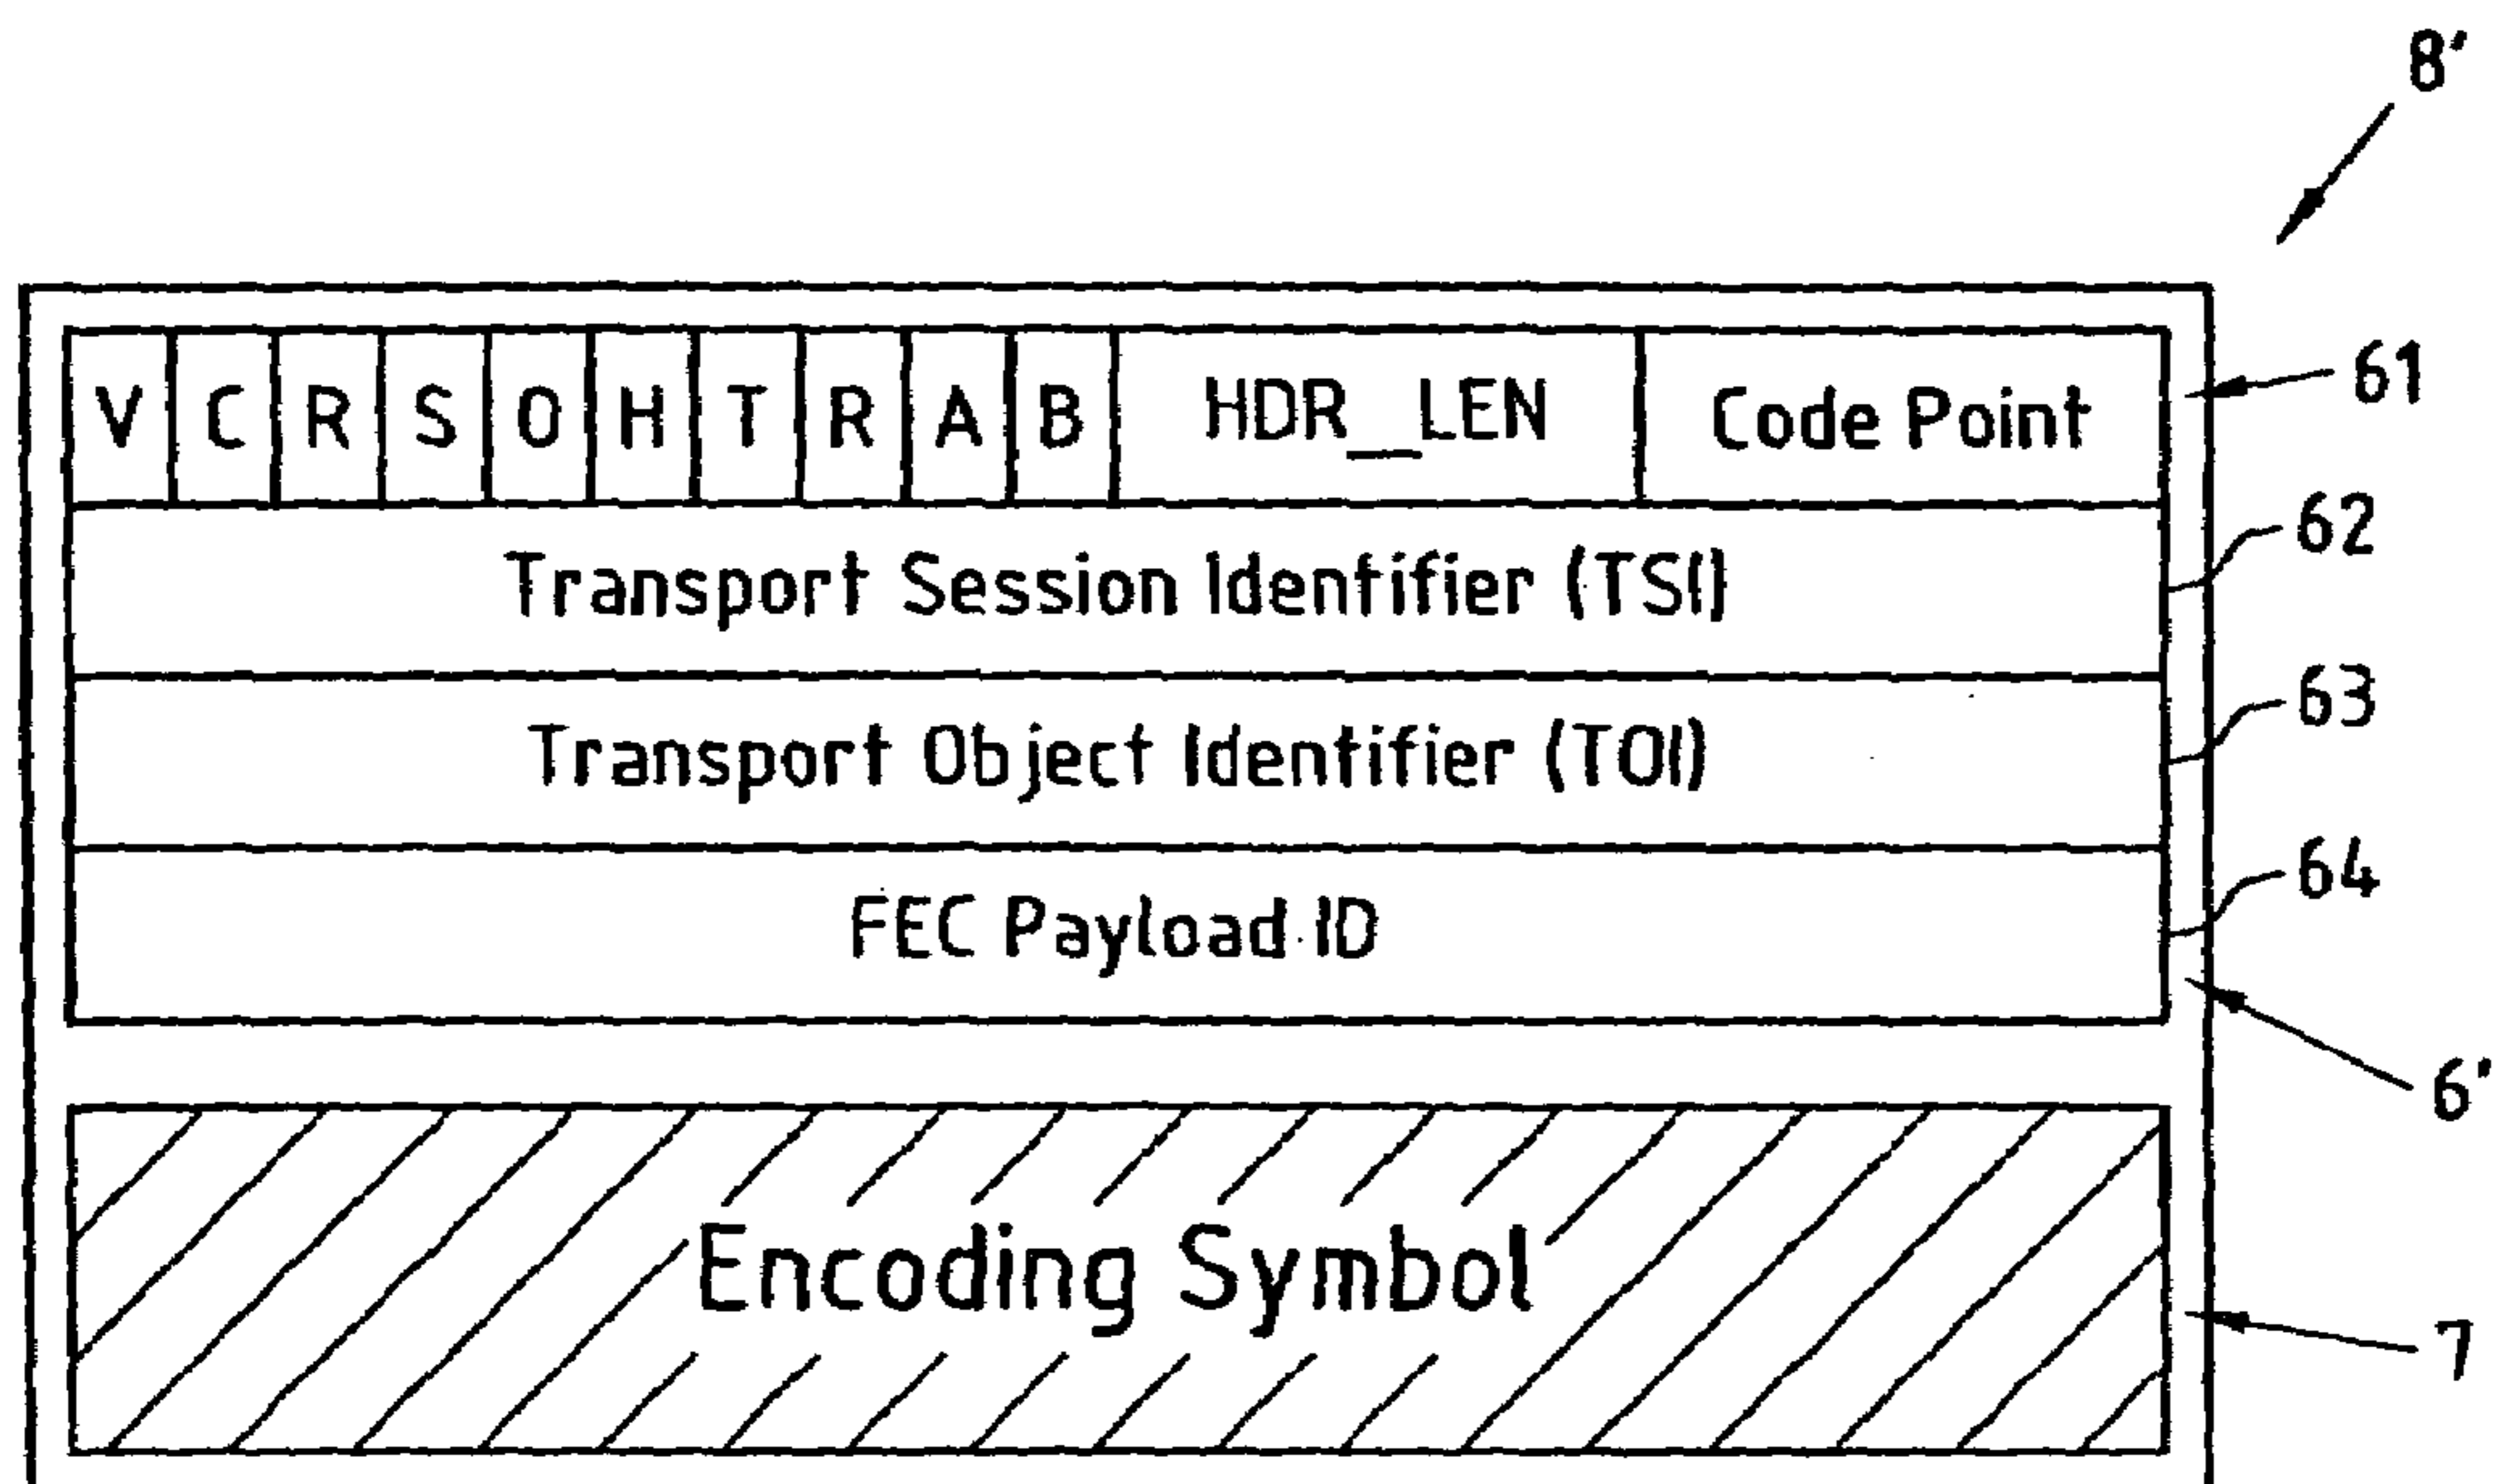 8'
V C R S O H T R A B HDR_LEN Code Point 61
62
Transport Session Identifier (TSI)
63
Transport Object Identifier (TOI)
64
FEC Payload ID
6'
Encoding Symbol
7